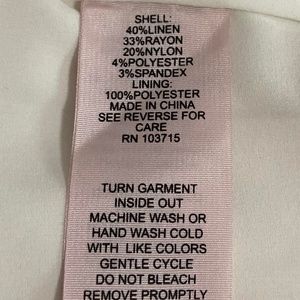 SHELL:
40%LINEN
33%RAYON
20%NYLON
4%POLYESTER
3%SPANDEX
LINING:
100%POLYESTER
MADE IN CHINA
SEE REVERSE FOR
CARE
RN 103715
TURN GARMENT
INSIDE OUT
MACHINE WASH OR
HAND WASH COLD
WITH LIKE COLORS
GENTLE CYCLE
DO NOT BLEACH
REMOVE PROMPTLY